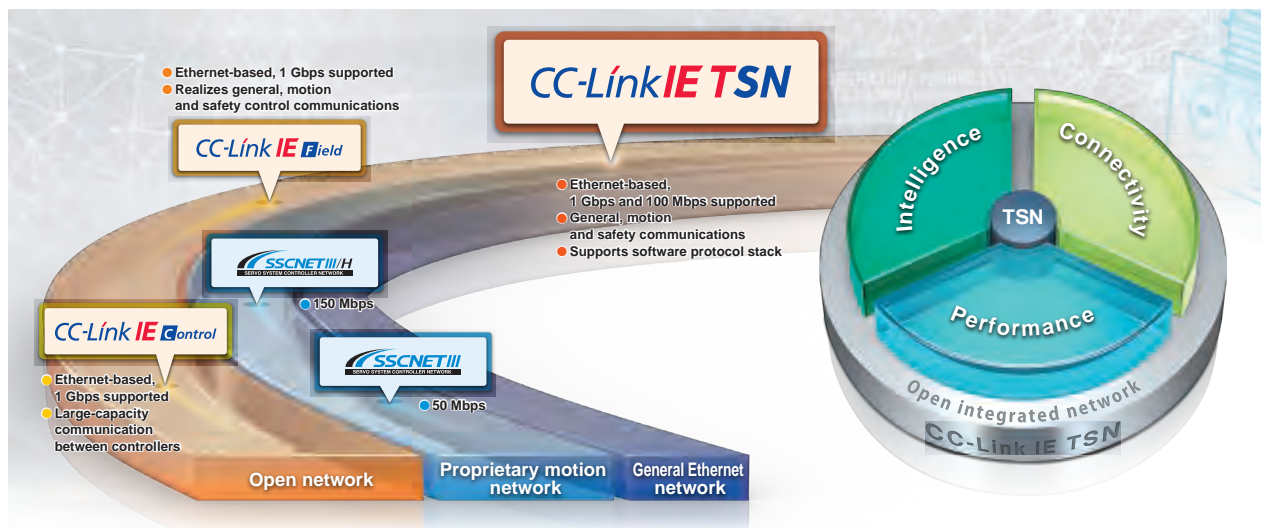 Ethernet-based, 1 Gbps supported
Realizes general, motion
and safety control communications
CC-Link IE Field
CC-Link IE TSN
Ethernet-based,
1 Gbps and 100 Mbps supported
General, motion
and safety communications
Supports software protocol stack
SSCNETIII/H
SERVO SYSTEM CONTROLLER NETWORK
150 Mbps
CC-Link IE Control
Ethernet-based,
1 Gbps supported
Large-capacity
communication
between controllers
SSCNETIII
SERVO SYSTEM CONTROLLER NETWORK
50 Mbps
Open network
Proprietary motion
network
General Ethernet
network
Intelligence
Connectivity
TSN
Performance
Open integrated network
CC-Link IE TSN